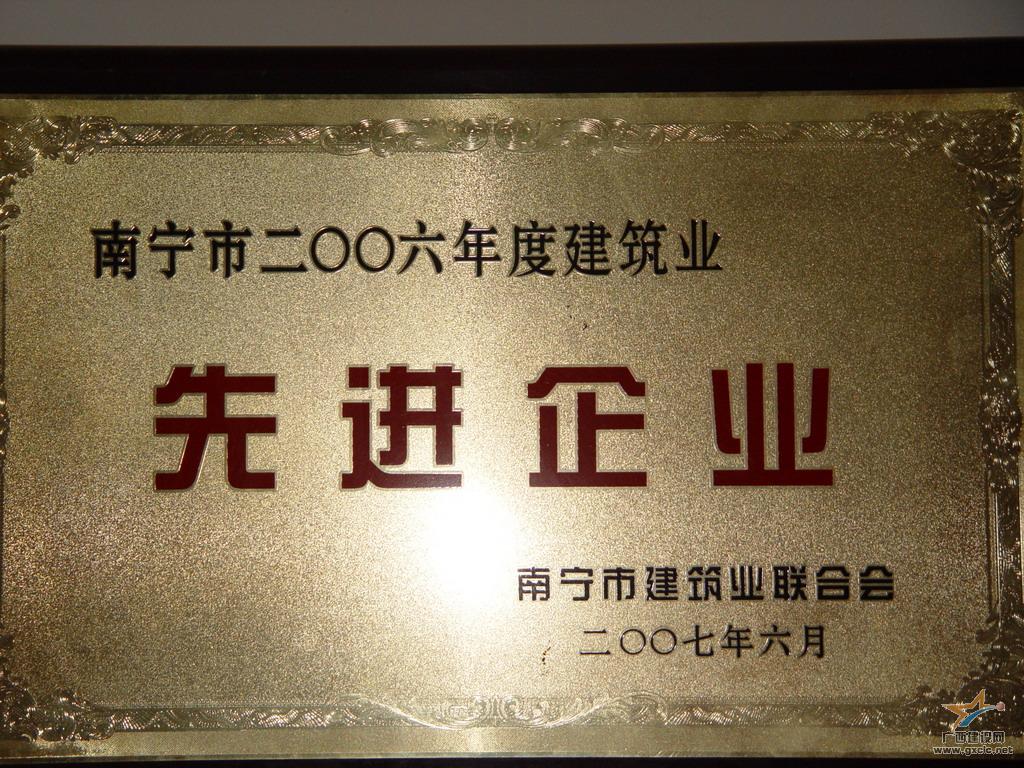 南宁市二〇〇六年度建筑业
先进企业
南宁市建筑业联合会
二〇〇七年六月
广西建设网
www.gxcic.net